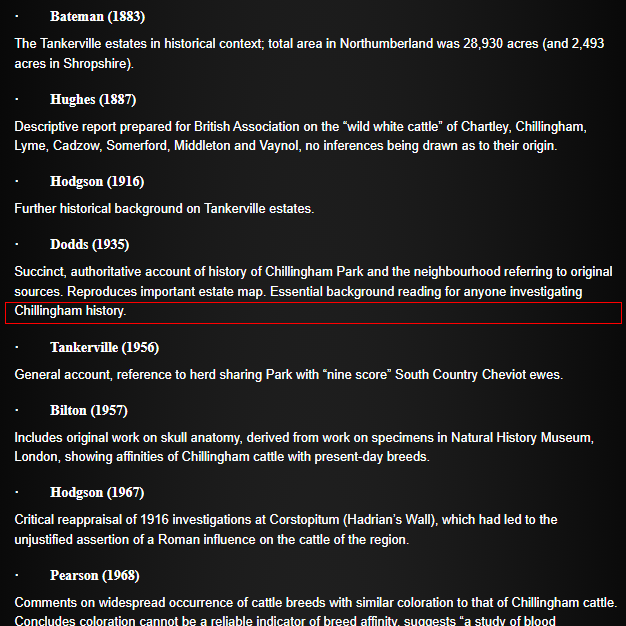 · Bateman (1883)
The Tankerville estates in historical context; total area in Northumberland was 28,930 acres (and 2,493
acres in Shropshire).
· Hughes (1887)
Descriptive report prepared for British Association on the “wild white cattle” of Chartley, Chillingham,
Lyme, Cadzow, Somerford, Middleton and Vaynol, no inferences being drawn as to their origin.
· Hodgson (1916)
Further historical background on Tankerville estates.
· Dodds (1935)
Succinct, authoritative account of history of Chillingham Park and the neighbourhood referring to original
sources. Reproduces important estate map. Essential background reading for anyone investigating
Chillingham history.
· Tankerville (1956)
General account, reference to herd sharing Park with “nine score” South Country Cheviot ewes.
· Bilton (1957)
Includes original work on skull anatomy, derived from work on specimens in Natural History Museum,
London, showing affinities of Chillingham cattle with present-day breeds.
· Hodgson (1967)
Critical reappraisal of 1916 investigations at Corstopitum (Hadrian’s Wall), which had led to the
unjustified assertion of a Roman influence on the cattle of the region.
· Pearson (1968)
Comments on widespread occurrence of cattle breeds with similar coloration to that of Chillingham cattle.
Concludes coloration cannot be a reliable indicator of breed affinity, suggests “a study of blood